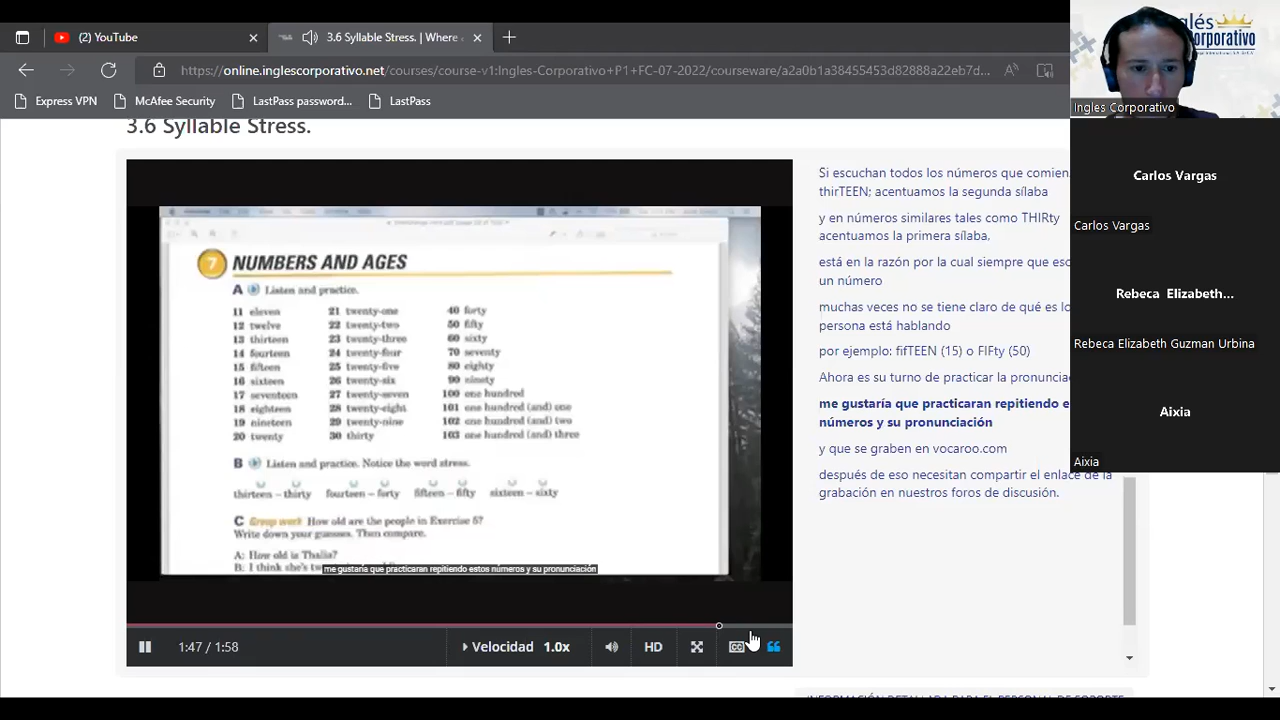 (2) YouTube
3.6 Syllable Stress. | Where
https://online.inglescorporativo.net/courses/course-v1:Ingles-Corporativo+P1+FC-07-2022/courseware/a2a0b1a38455453d82888a22eb7d...
Express VPN
McAfee Security
LastPass password...
LastPass
Inglés
Corporativo
Ingles Corporativo
Carlos Vargas
Carlos Vargas
Rebeca Elizabeth...
Rebeca Elizabeth Guzman Urbina
Aixia
Aixia
3.6 Syllable Stress.
7 NUMBERS AND AGES
A Listen and practice.
11 eleven 21 twenty-one 40 forty
12 twelve 22 twenty-two 50 fifty
13 thirteen 23 twenty-three 60 sixty
14 fourteen 24 twenty-four 70 seventy
15 fifteen 25 twenty-five 80 eighty
16 sixteen 26 twenty-six 90 ninety
17 seventeen 27 twenty-seven 100 one hundred
18 eighteen 28 twenty-eight 101 one hundred (and) one
19 nineteen 29 twenty-nine 102 one hundred (and) two
20 twenty 30 thirty 103 one hundred (and) three
B Listen and practice. Notice the word stress.
thirteen – thirty fourteen – forty fifteen – fifty sixteen – sixty
C Group work How old are the people in Exercise 5?
Write down your guesses. Then compare.
A: How old is Thalia?
B: I think she's
me gustaría que practicaran repitiendo estos números y su pronunciación
1:47 / 1:58
Velocidad 1.0x
HD
Si escuchan todos los números que comien
thirTEEN; acentuamos la segunda sílaba
y en números similares tales como THIRty
acentuamos la primera sílaba,
está en la razón por la cual siempre que
un número
muchas veces no se tiene claro de qué es lo
persona está hablando
por ejemplo: fifTEEN (15) o FIFty (50)
Ahora es su turno de practicar la
me gustaría que practicaran repitiendo
números y su pronunciación
y que se graben en vocaroo.com
después de eso necesitan compartir el enlace de la
grabación en nuestros foros de discusión.